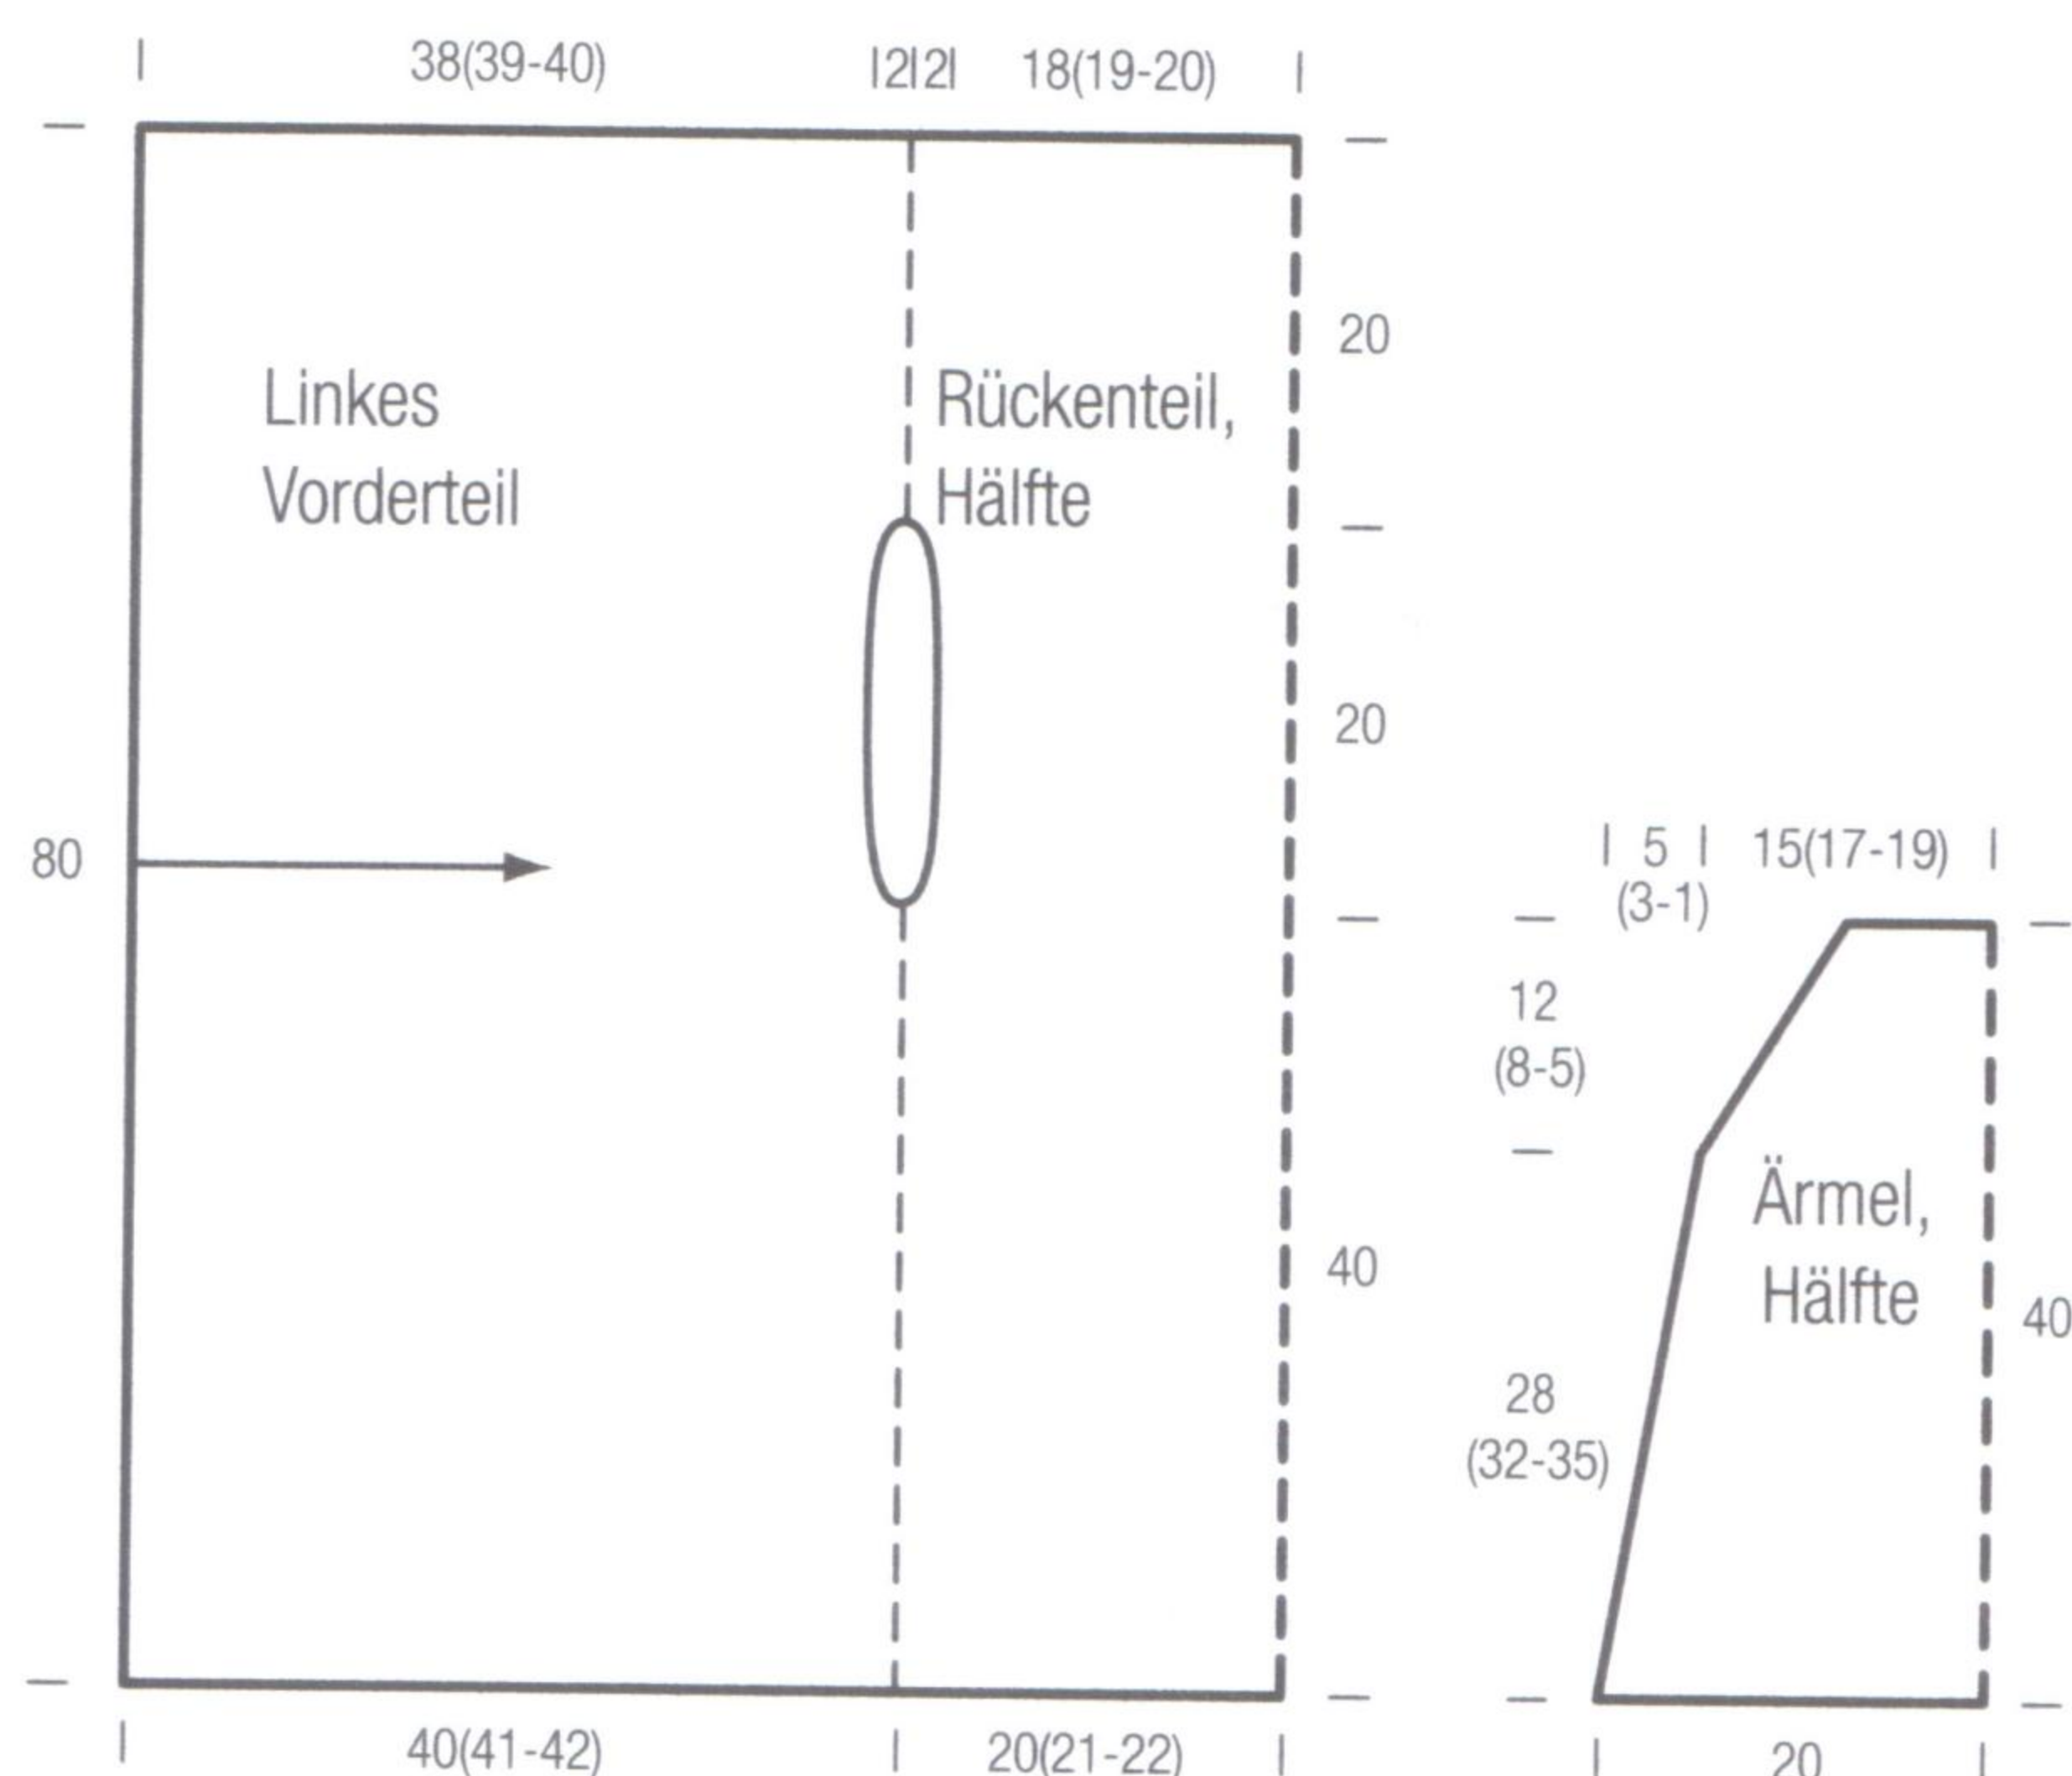 38(39-40) |2|2| 18(19-20)
Linkes
Vorderteil
Rückenteil,
Hälfte
20
20
80
40
5 15(17-19)
(3-1)
12
(8-5)
Ärmel,
Hälfte
40
28
(32-35)
40(41-42) 20(21-22) 20